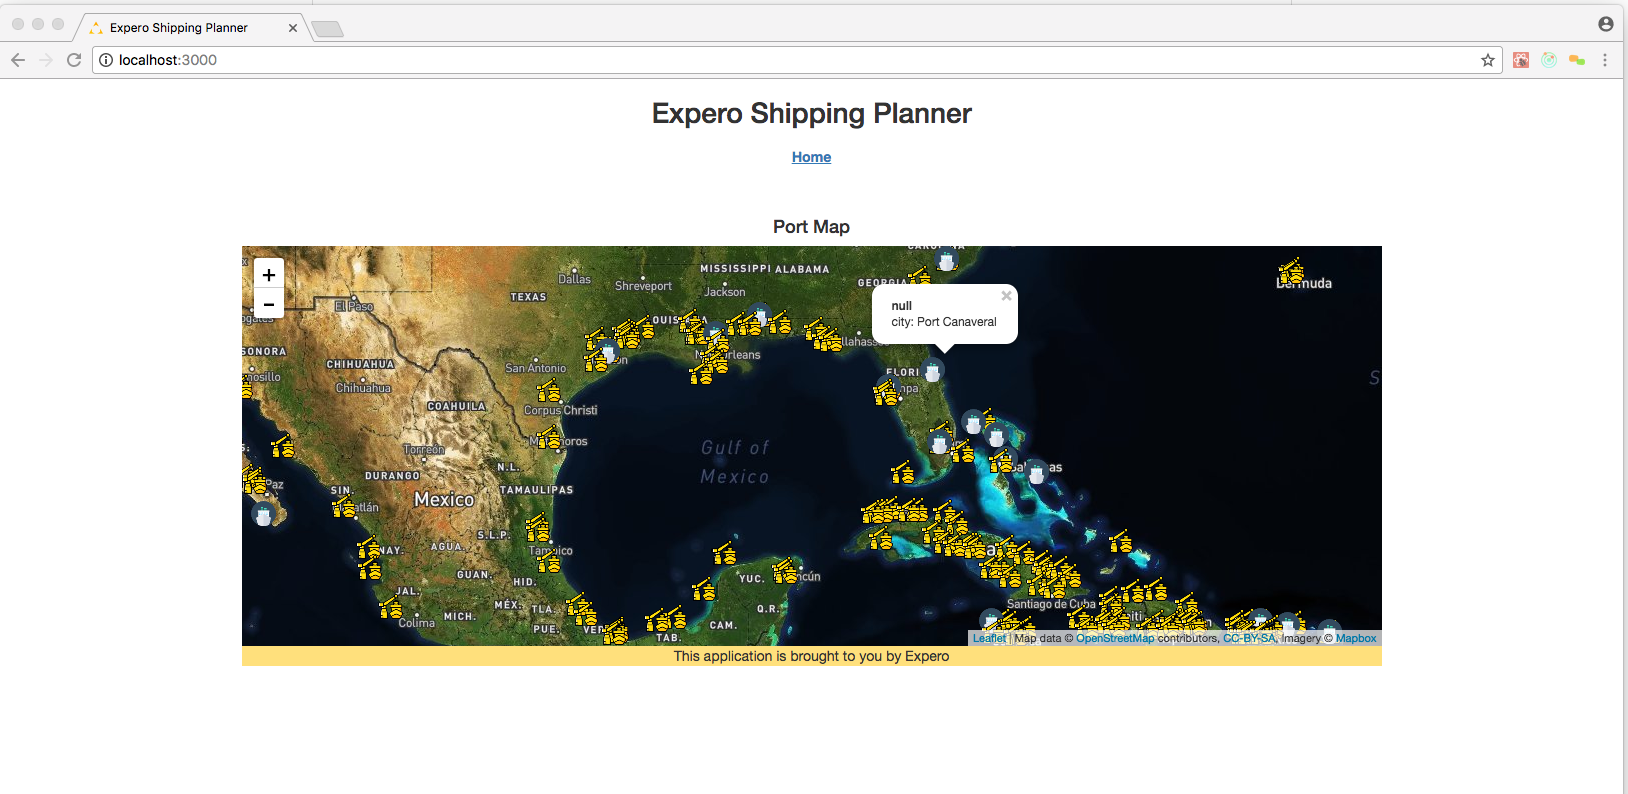 Expero Shipping Planner
localhost:3000
Expero Shipping Planner
Home
Port Map
+
−
MISSISSIPPI ALABAMA
Dallas
Shreveport
Jackson
GEORGIA
TEXAS
El Paso
Bermuda
null
city: Port Canaveral
SONORA
CHIHUAHUA
Chihuahua
San Antonio
COAHUILA
Corpus Christi
Torreón
N.L.
DURANGO
SIN.
Mexico
TAMAULIPAS
Gulf of
Mexico
S.L.P.
NAY.
AGU.
Tampico
GUAN.
HID.
YUC.
JAL.
MÉX.
TLA.
Q.R.
Colima
MICH.
PUE.
VER
CAM.
TAB.
Santiago de Cuba
Leaflet | Map data © OpenStreetMap contributors, CC-BY-SA, Imagery © Mapbox
This application is brought to you by Expero